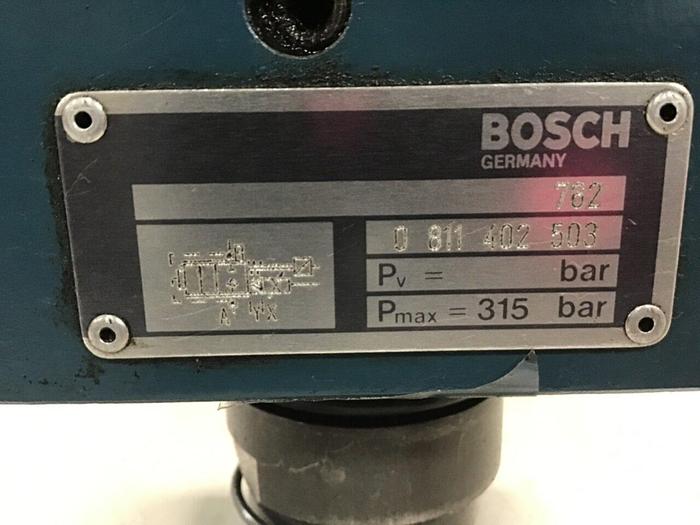 BOSCH
GERMANY
762
0 811 402 503
Pv = bar
Pmax = 315 bar
A Y X